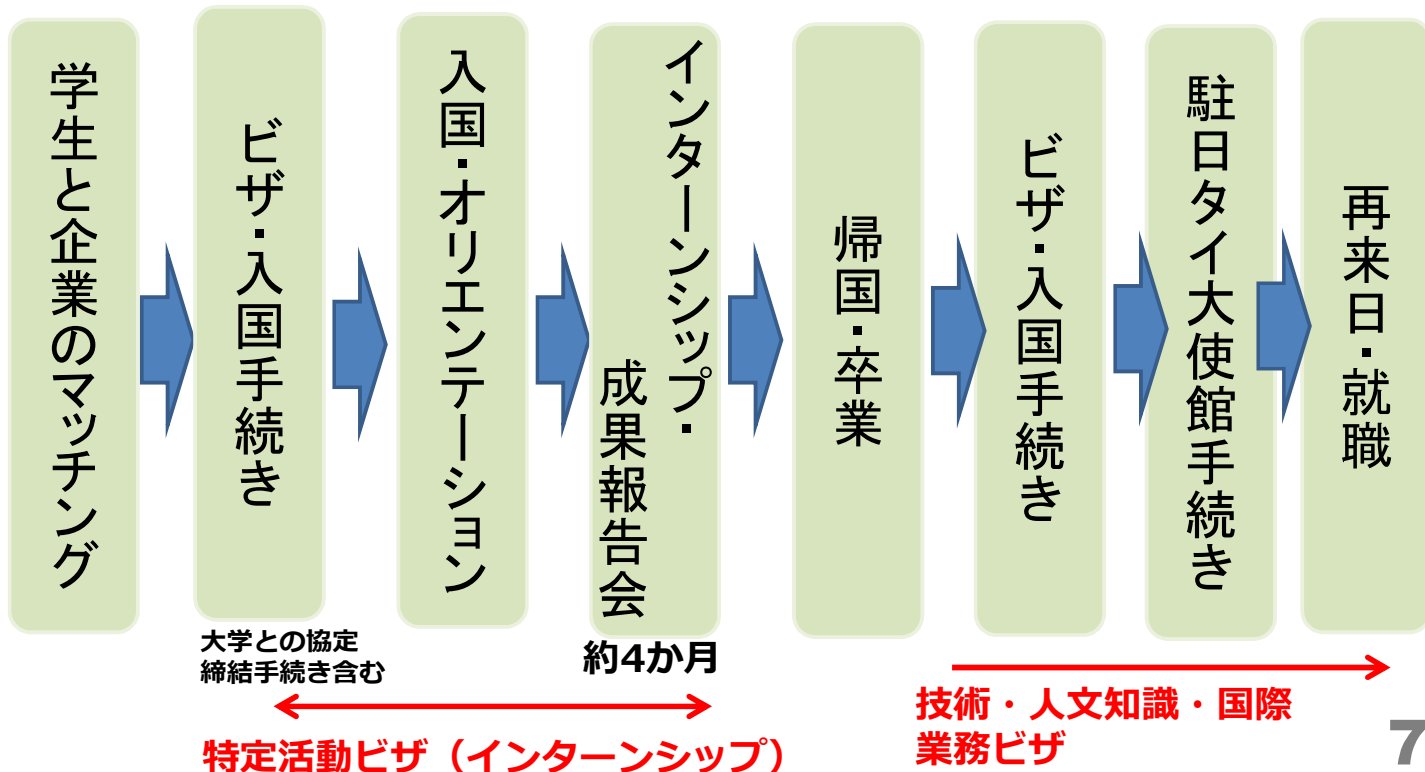 学生と企業のマッチング
ビザ・入国手続き
入国・オリエンテーション
インターンシップ・
成果報告会
帰国・卒業
ビザ・入国手続き
駐日タイ大使館手続き
再来日・就職
大学との協定
締結手続き含む
約4か月
特定活動ビザ（インターンシップ）
技術・人文知識・国際
業務ビザ
7